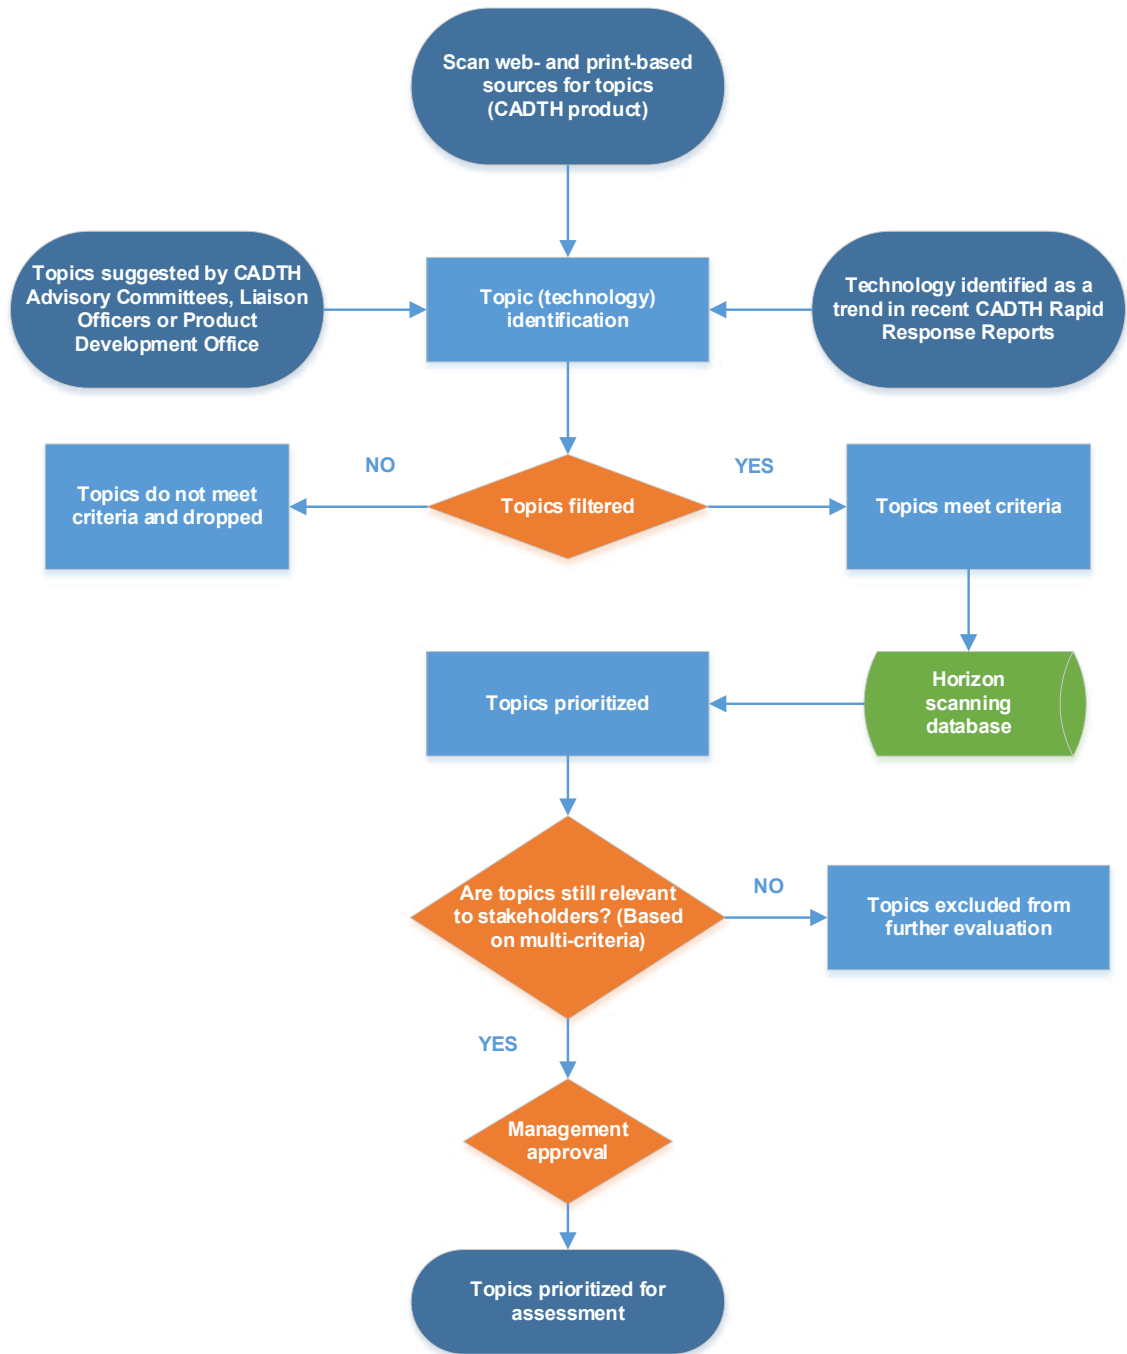 Scan web- and print-based
sources for topics
(CADTH product)
Topics suggested by CADTH
Advisory Committees, Liaison
Officers or Product
Development Office
Topic (technology)
identification
Technology identified as a
trend in recent CADTH Rapid
Response Reports
NO
YES
Topics do not meet
criteria and dropped
Topics filtered
Topics meet criteria
Topics prioritized
Horizon
scanning
database
Are topics still relevant
to stakeholders? (Based
on multi-criteria)
NO
Topics excluded from
further evaluation
YES
Management
approval
Topics prioritized for
assessment